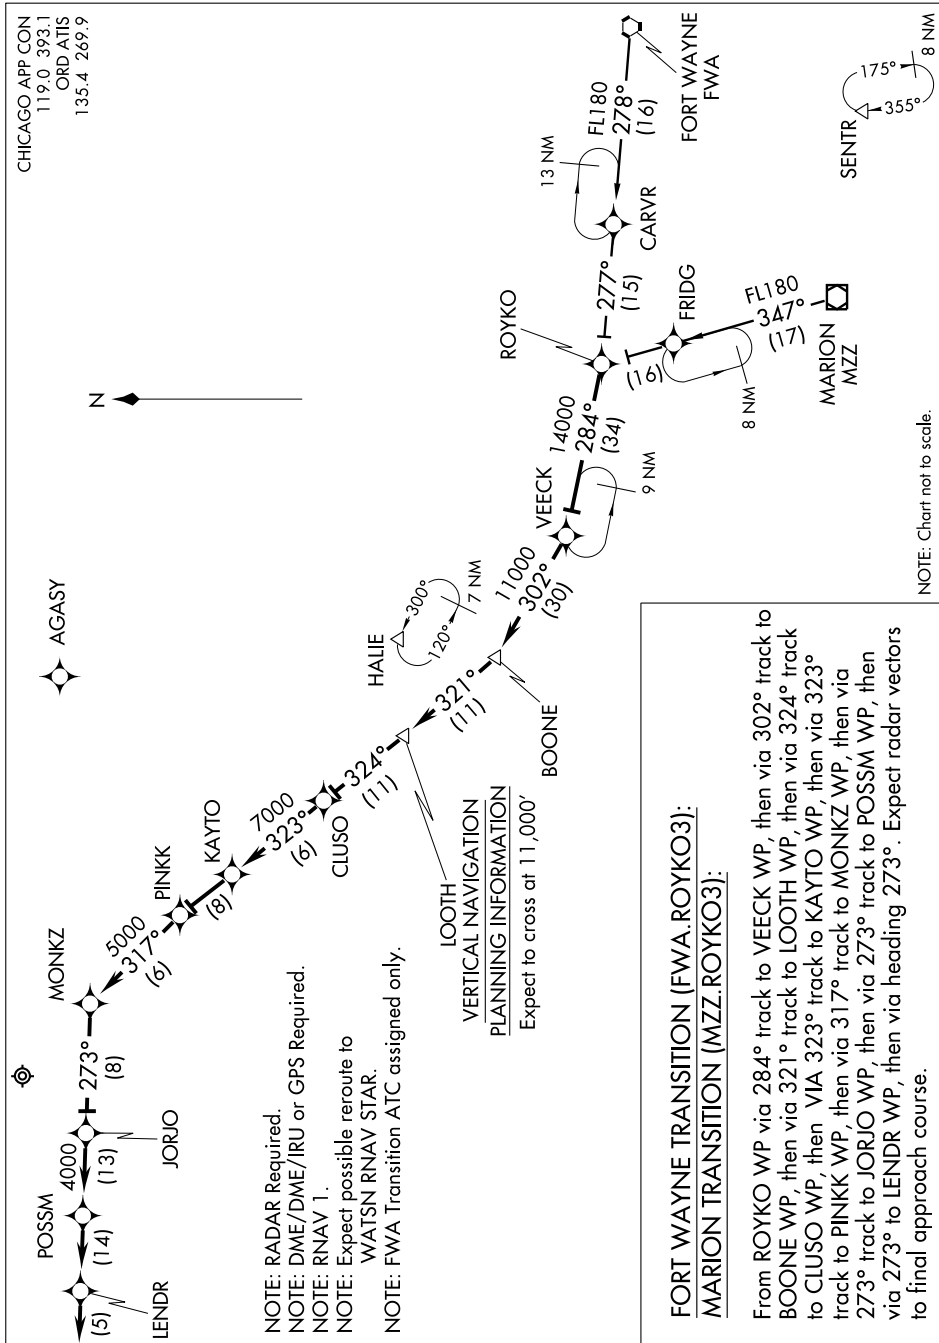 CHICAGO APP CON
119.0 393.1
ORD ATIS
135.4 269.9
N
AGASY
MONKZ
POSSM
4000
(13)
273°
(8)
JORJO
(14)
(5)
LENDR
5000
317°
(6)
PINKK
KAYTO
(8)
7000
323°
(6)
CLUSO
324°
(11)
LOOTH
VERTICAL NAVIGATION
PLANNING INFORMATION
Expect to cross at 11,000'
HALIE
300°
120°
7 NM
321°
(11)
BOONE
11000
302°
(30)
VEECK
9 NM
14000
284°
(34)
ROYKO
277°
(15)
CARVR
13 NM
FL180
278°
(16)
FORT WAYNE
FWA
(16)
FRIDG
8 NM
FL180
347°
(17)
MARION
MZZ
SENTR
175°
355°
8 NM
NOTE: RADAR Required.
NOTE: DME/DME/IRU or GPS Required.
NOTE: RNAV 1.
NOTE: Expect possible reroute to
WATSN RNAV STAR.
NOTE: FWA Transition ATC assigned only.
NOTE: Chart not to scale.
FORT WAYNE TRANSITION (FWA.ROYKO3):
MARION TRANSITION (MZZ.ROYKO3):
From ROYKO WP via 284° track to VEECK WP, then via 302° track to
BOONE WP, then via 321° track to LOOTH WP, then via 324° track
to CLUSO WP, then VIA 323° track to KAYTO WP, then via 323°
track to PINKK WP, then via 317° track to MONKZ WP, then via
273° track to JORJO WP, then via 273° track to POSSM WP, then
via 273° to LENDR WP, then via heading 273°. Expect radar vectors
to final approach course.